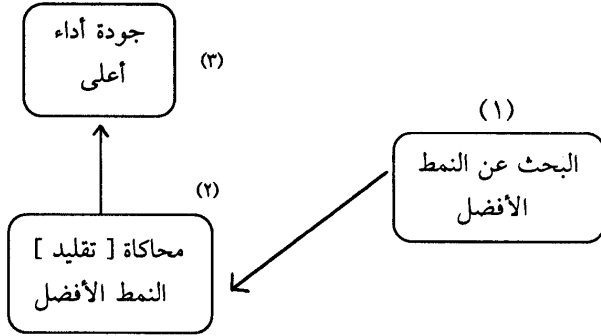 جودة أداء
أعلى
(٣)
(١)
البحث عن النمط
الأفضل
(٢)
محاكاة [ تقليد ]
النمط الأفضل